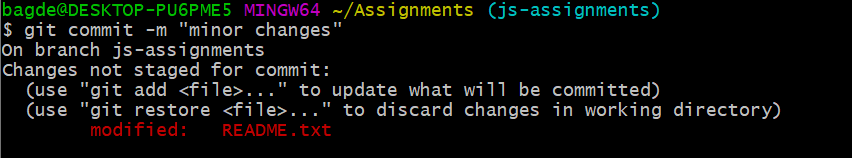 bagde@DESKTOP-PU6PME5 MINGW64 ~/Assignments (js-assignments)
$ git commit -m "minor changes"
On branch js-assignments
Changes not staged for commit:
  (use "git add <file>..." to update what will be committed)
  (use "git restore <file>..." to discard changes in working directory)
        modified:   README.txt